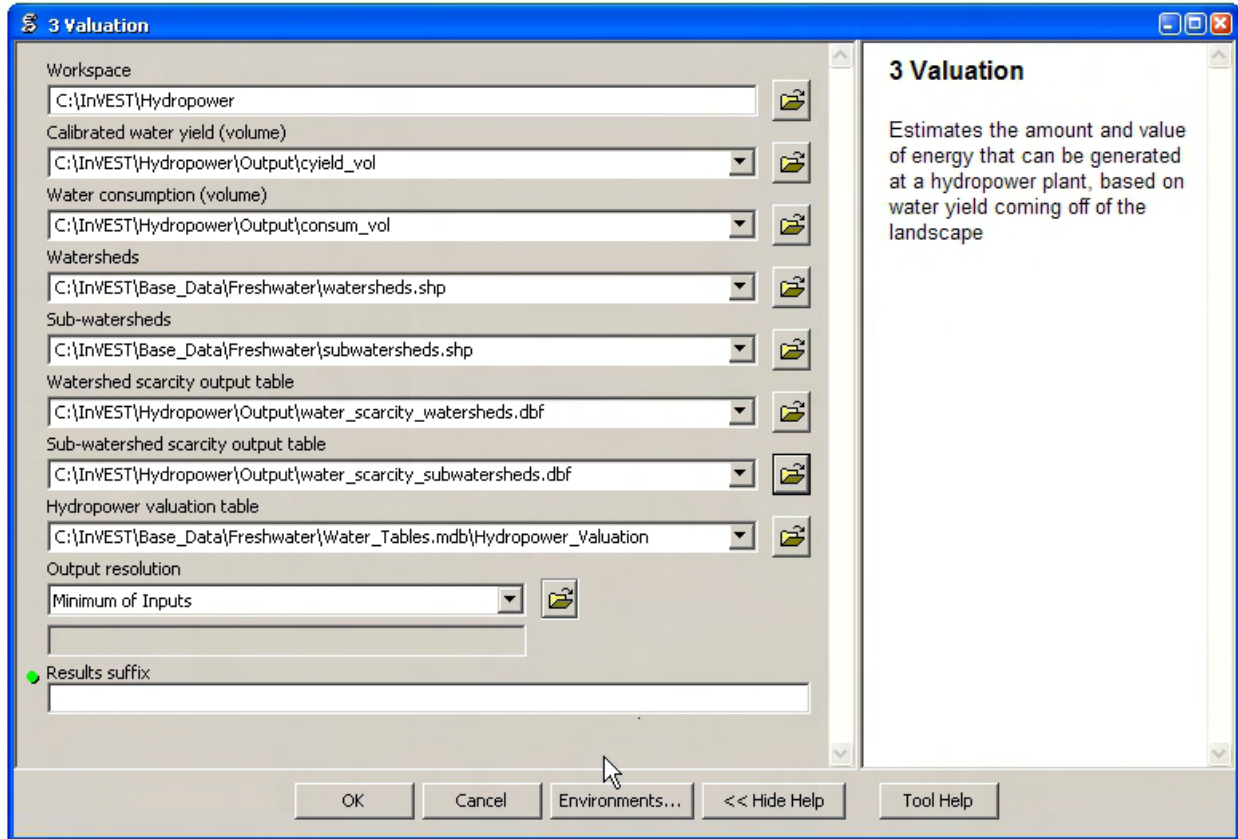 3 Valuation
Workspace
C:\InVEST\Hydropower
Calibrated water yield (volume)
C:\InVEST\Hydropower\Output\cyield_vol
Water consumption (volume)
C:\InVEST\Hydropower\Output\consum_vol
Watersheds
C:\InVEST\Base_Data\Freshwater\watersheds.shp
Sub-watersheds
C:\InVEST\Base_Data\Freshwater\subwatersheds.shp
Watershed scarcity output table
C:\InVEST\Hydropower\Output\water_scarcity_watersheds.dbf
Sub-watershed scarcity output table
C:\InVEST\Hydropower\Output\water_scarcity_subwatersheds.dbf
Hydropower valuation table
C:\InVEST\Base_Data\Freshwater\Water_Tables.mdb\Hydropower_Valuation
Output resolution
Minimum of Inputs
Results suffix
3 Valuation
Estimates the amount and value
of energy that can be generated
at a hydropower plant, based on
water yield coming off of the
landscape
OK
Cancel
Environments...
<< Hide Help
Tool Help